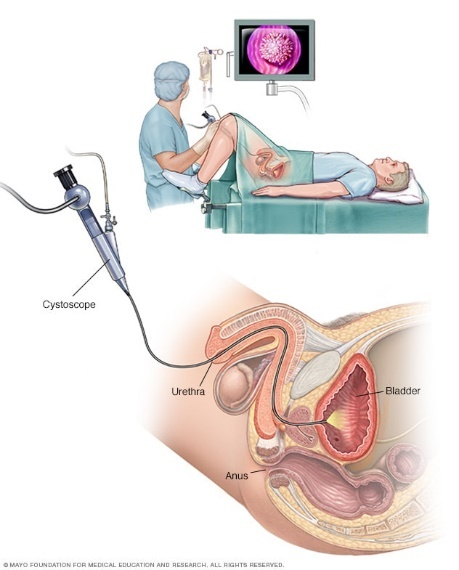 Cystoscope
Urethra
Bladder
Anus
© MAYO FOUNDATION FOR MEDICAL EDUCATION AND RESEARCH. ALL RIGHTS RESERVED.